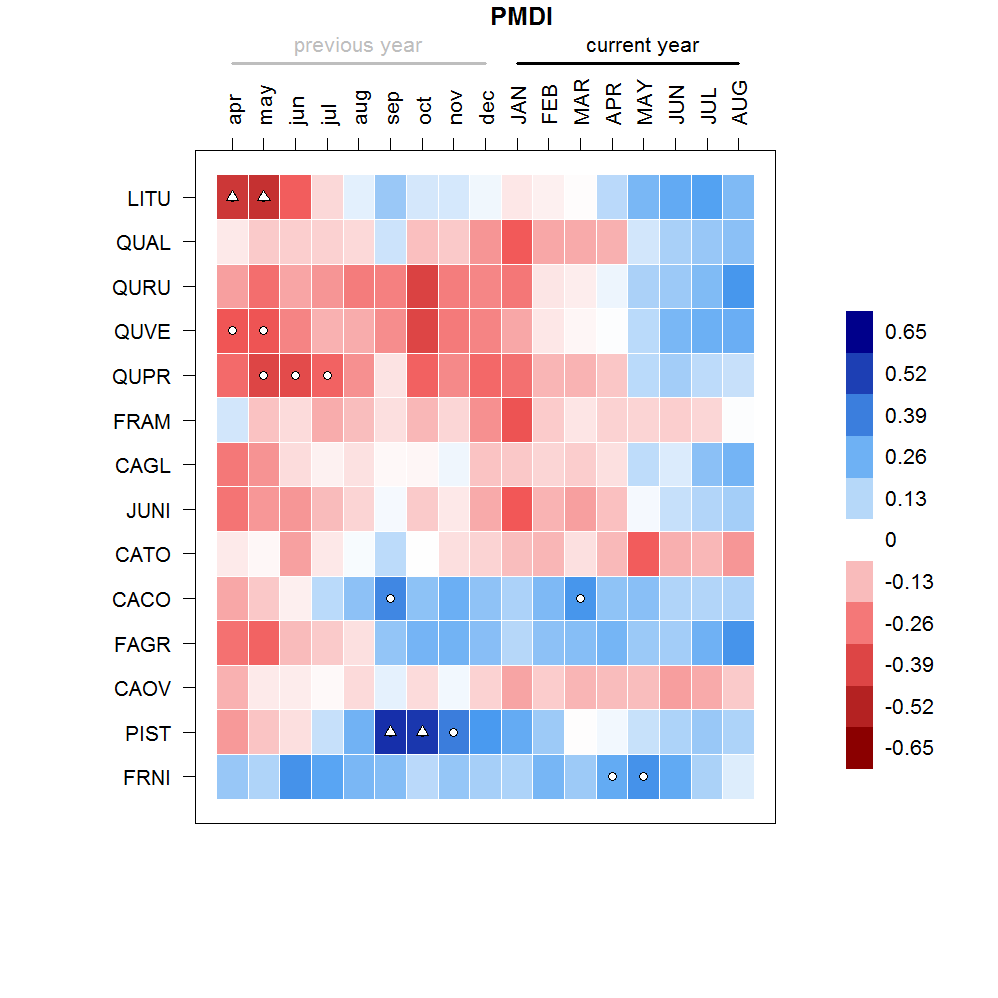 PMDI
previous year current year
apr may jun jul aug sep oct nov dec JAN FEB MAR APR MAY JUN JUL AUG
LITU
QUAL
QURU
QUVE
QUPR
FRAM
CAGL
JUNI
CATO
CACO
FAGR
CAOV
PIST
FRNI
0.65
0.52
0.39
0.26
0.13
0
-0.13
-0.26
-0.39
-0.52
-0.65